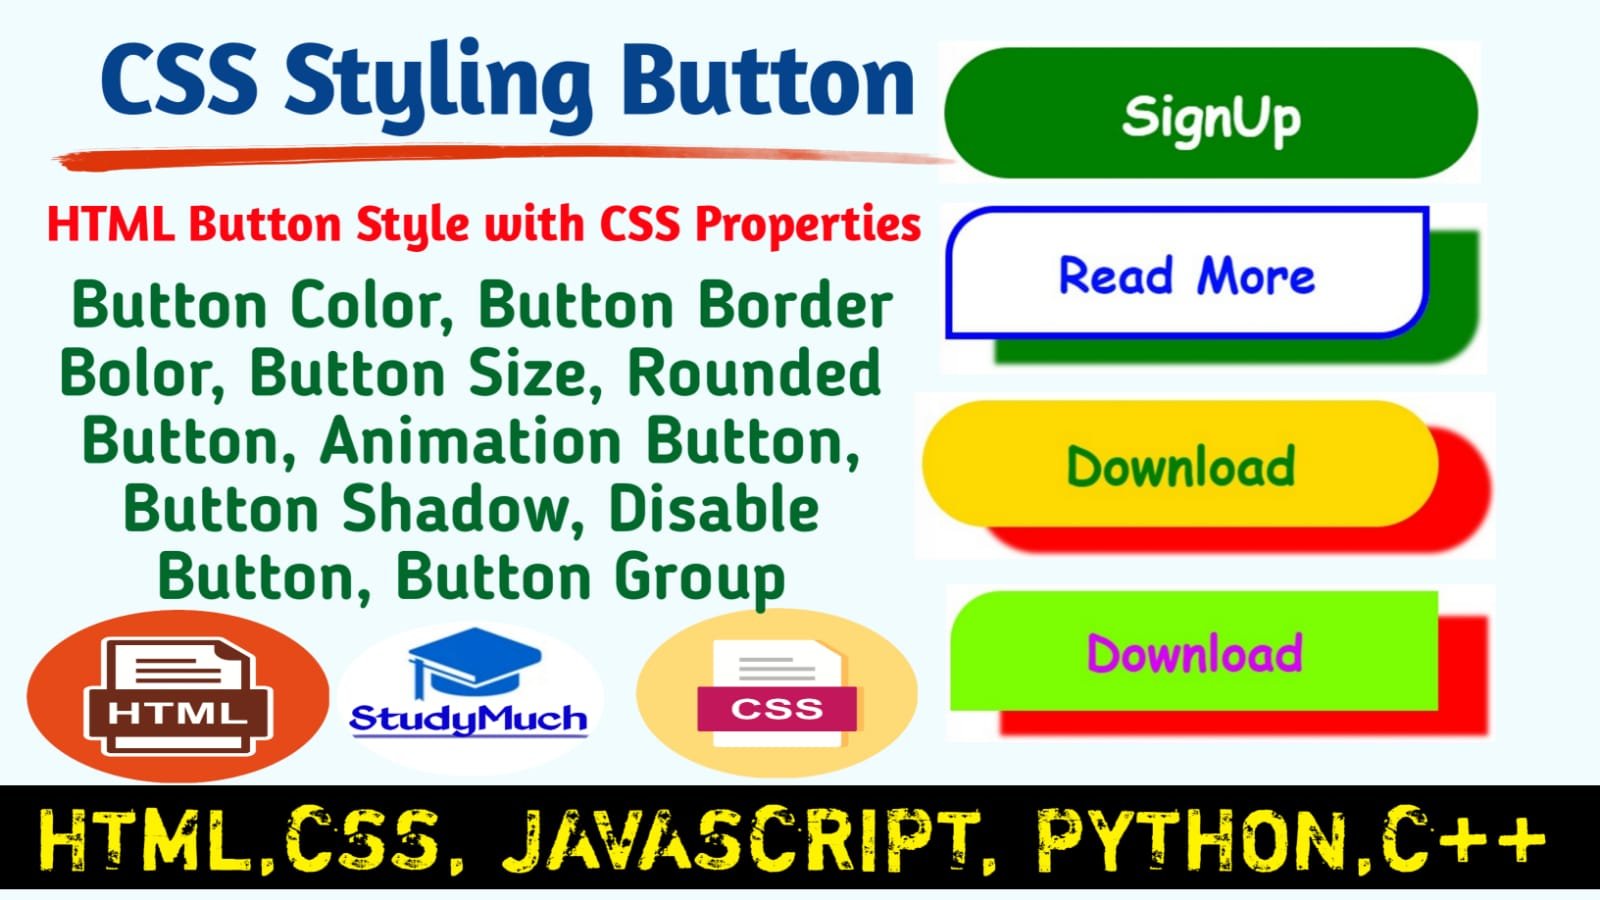 CSS Styling Button
HTML Button Style with CSS Properties
Button Color, Button Border
Bolor, Button Size, Rounded
Button, Animation Button,
Button Shadow, Disable
Button, Button Group
SignUp
Read More
Download
Download
HTML
StudyMuch
CSS
HTML,CSS, JAVASCRIPT, PYTHON,C++